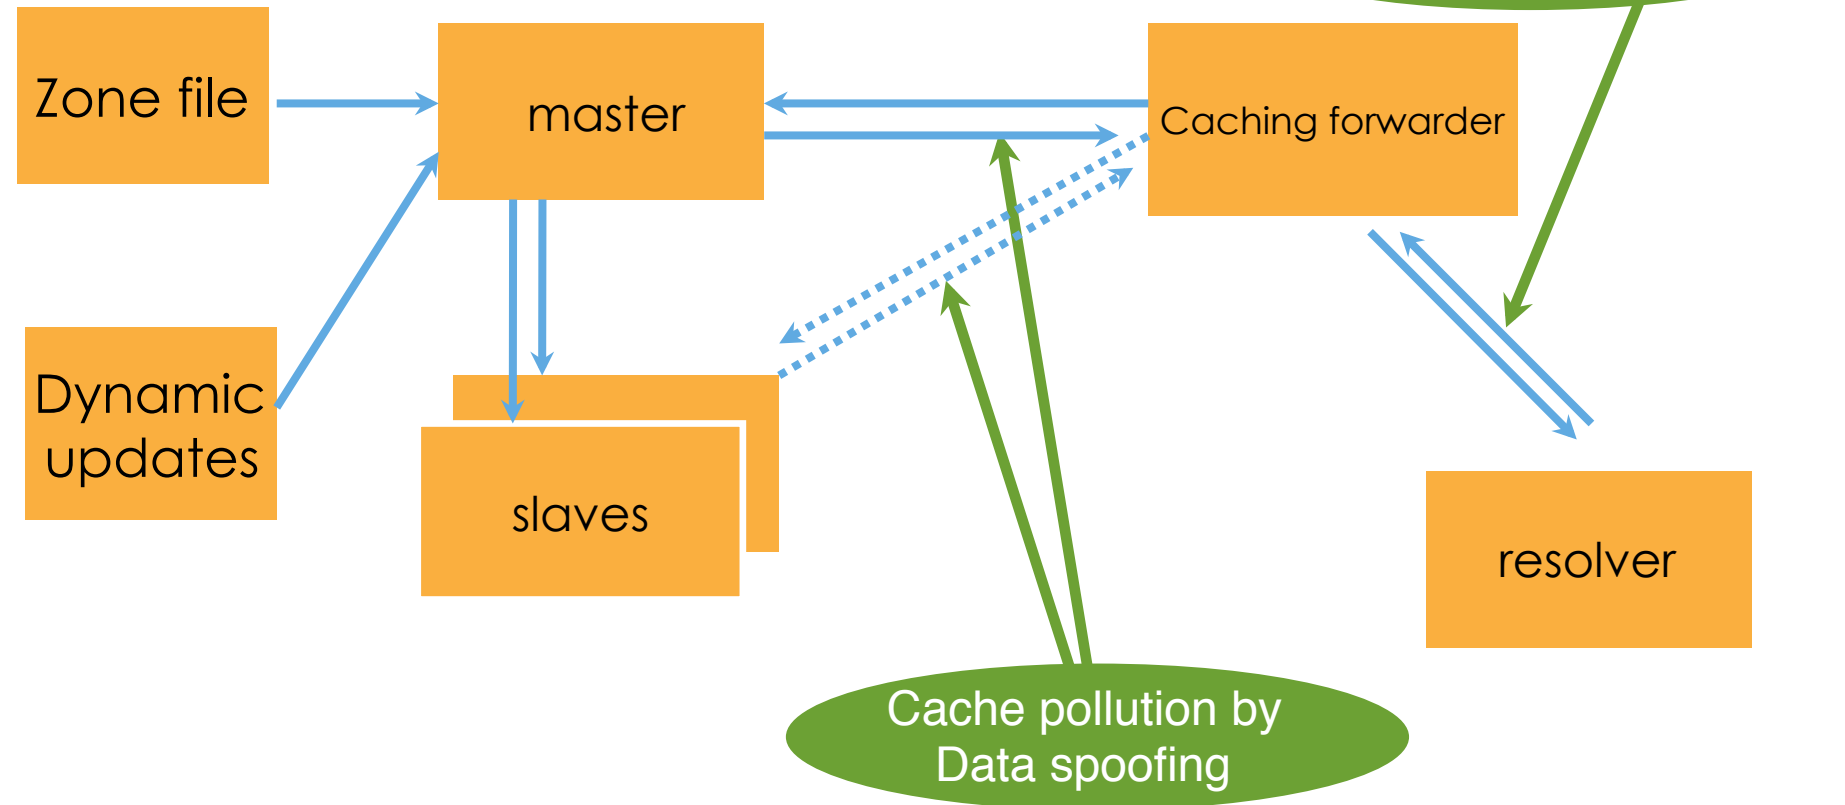 Zone file
master
Caching forwarder
Dynamic
updates
slaves
resolver
Cache pollution by
Data spoofing